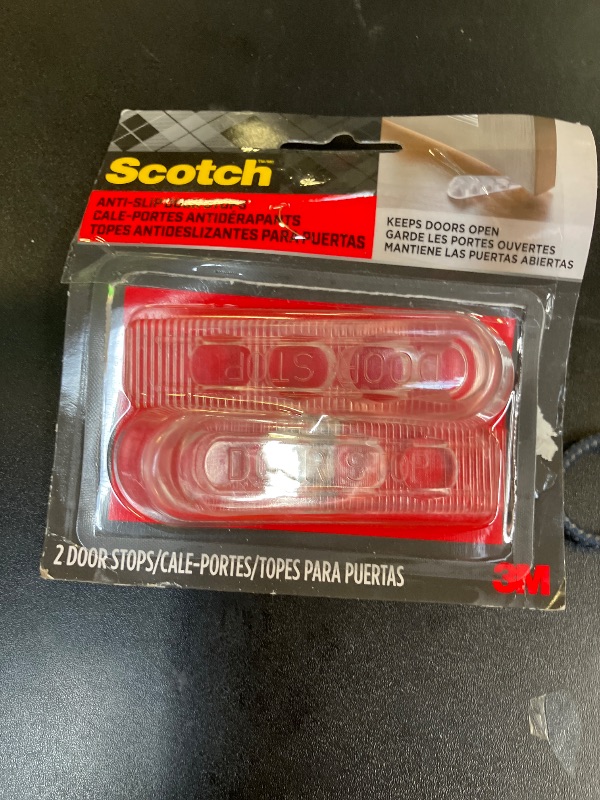 Scotch
ANTI-SLIP
CALE-PORTES ANTIDÉRAPANTS
TOPES ANTIDESLIZANTES PARA PUERTAS
KEEPS DOORS OPEN
GARDE LES PORTES OUVERTES
MANTIENE LAS PUERTAS ABIERTAS
DOOR STOP
DOOR STOP
2 DOOR STOPS/CALE-PORTES/TOPES PARA PUERTAS
3M